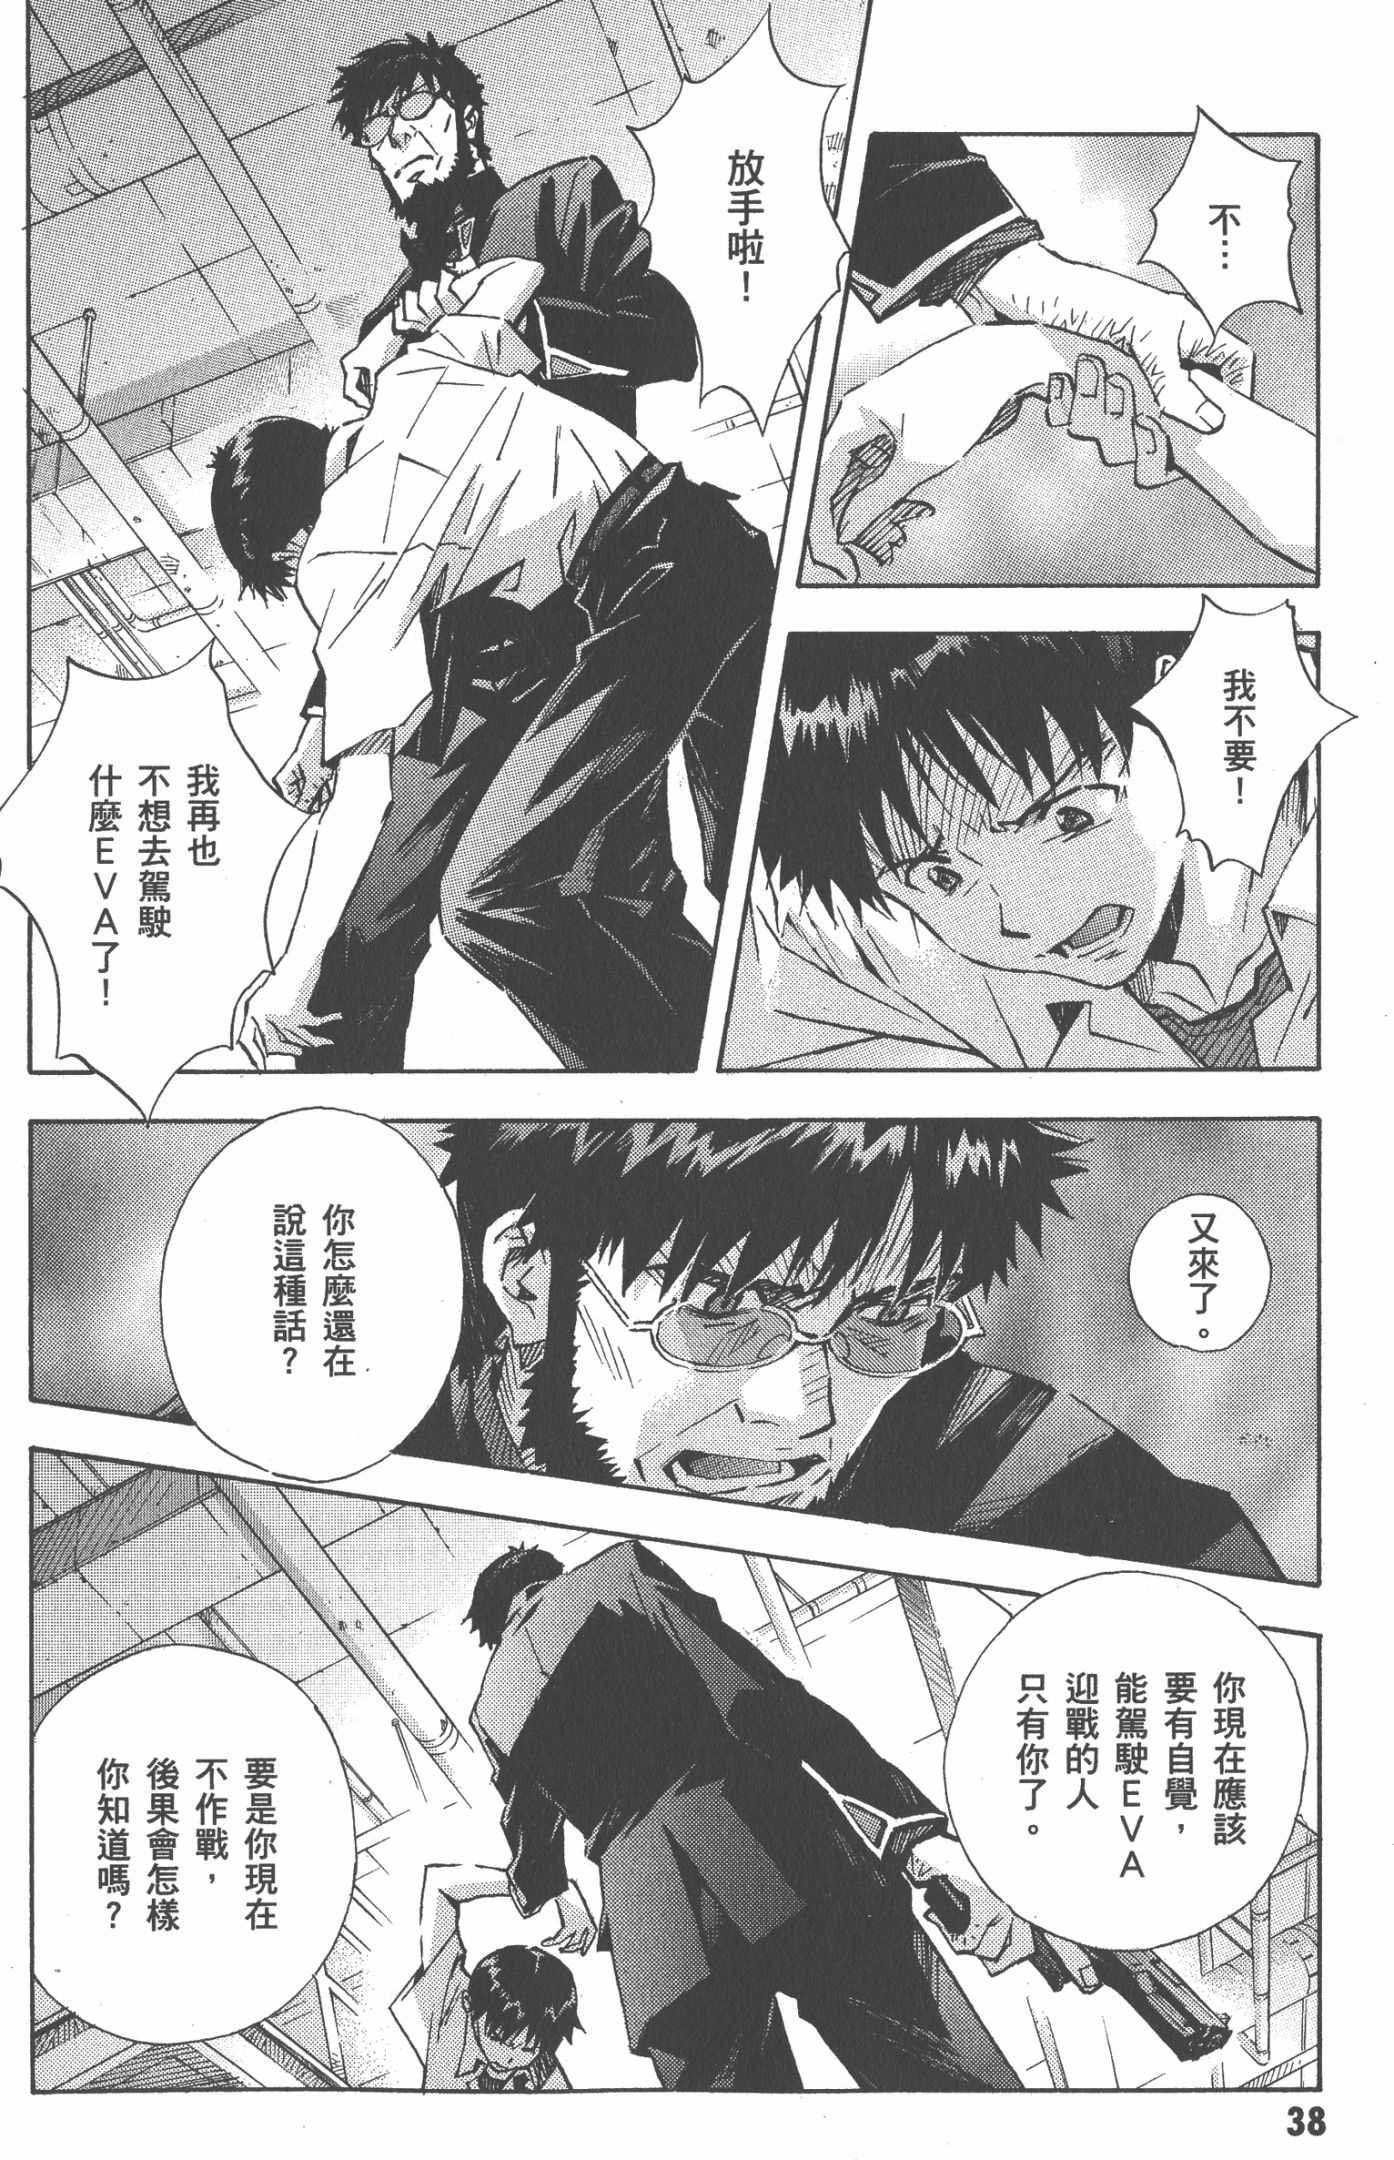 不…
我不要！
放手啦！
我再也
不想去駕駛
什麼EVA了！
又來了。
你怎麼還在
說這種話？
你現在應該
要有自覺，
能駕駛EVA
迎戰的人
只有你了。
要是你現在
不作戰，
後果會怎樣
你知道嗎？
38